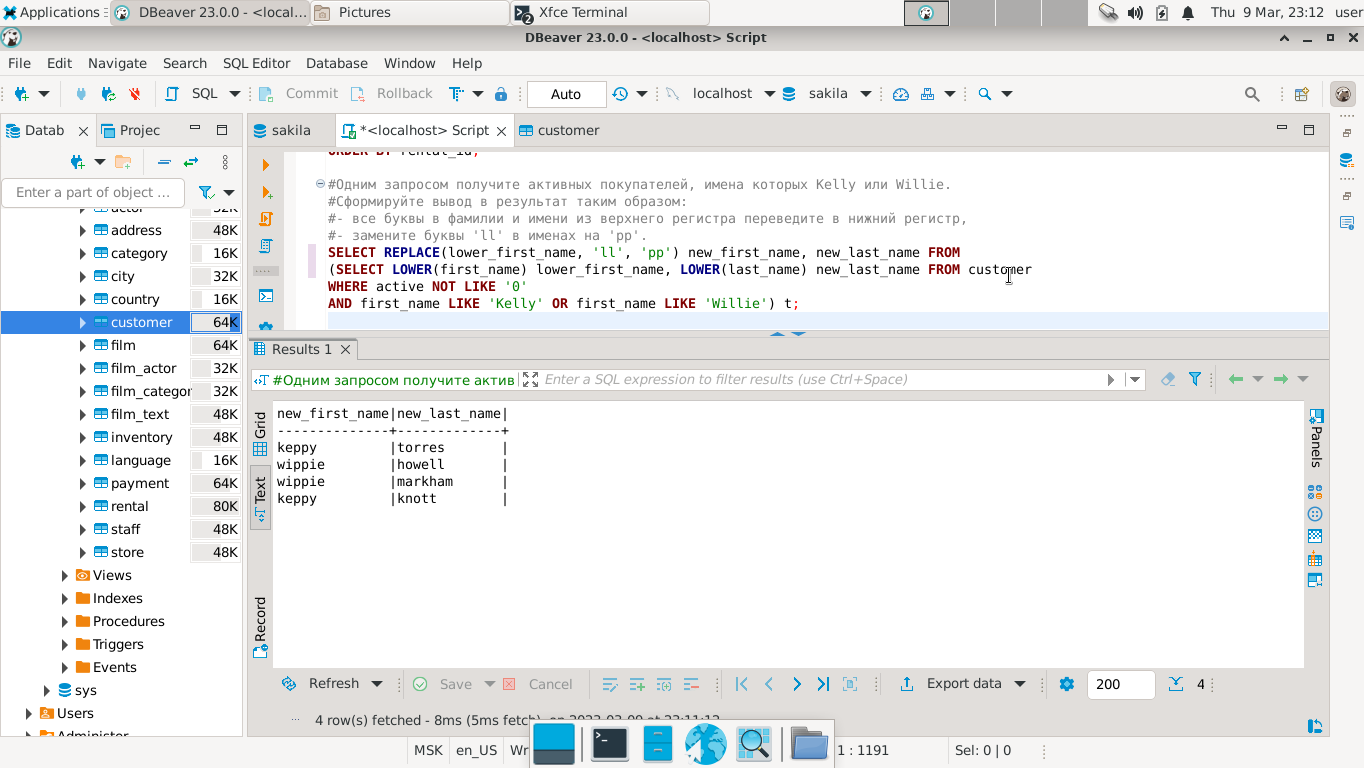 Applications
DBeaver 23.0.0 - <local...
Pictures
Xfce Terminal
Thu 9 Mar, 23:12 user
DBeaver 23.0.0 - <localhost> Script
File Edit Navigate Search SQL Editor Database Window Help
SQL Commit Rollback Auto localhost sakila
Datab
Projec
sakila
*<localhost> Script
customer
Enter a part of object ...
actor 32K
address 48K
category 16K
city 32K
country 16K
customer 64K
film 64K
film_actor 32K
film_categor 32K
film_text 48K
inventory 48K
language 16K
payment 64K
rental 80K
staff 48K
store 48K
Views
Indexes
Procedures
Triggers
Events
sys
Users
Administer
ORDER BY rental_id;
#Одним запросом получите активных покупателей, имена которых Kelly или Willie.
#Сформируйте вывод в результат таким образом:
#- все буквы в фамилии и имени из верхнего регистра переведите в нижний регистр,
#- замените буквы 'll' в именах на 'pp'.
SELECT REPLACE(lower_first_name, 'll', 'pp') new_first_name, new_last_name FROM
(SELECT LOWER(first_name) lower_first_name, LOWER(last_name) new_last_name FROM customer
WHERE active NOT LIKE '0'
AND first_name LIKE 'Kelly' OR first_name LIKE 'Willie') t;
Results 1
#Одним запросом получите актив
Enter a SQL expression to filter results (use Ctrl+Space)
Grid
Text
Record
new_first_name|new_last_name|
--------------+-------------+
keppy |torres |
wippie |howell |
wippie |markham |
keppy |knott |
Panels
Refresh Save Cancel Export data 200 4
4 row(s) fetched - 8ms (5ms fetch), on 2023-03-09 at 23:11:12
MSK en_US Wr 1 : 1191 Sel: 0 | 0